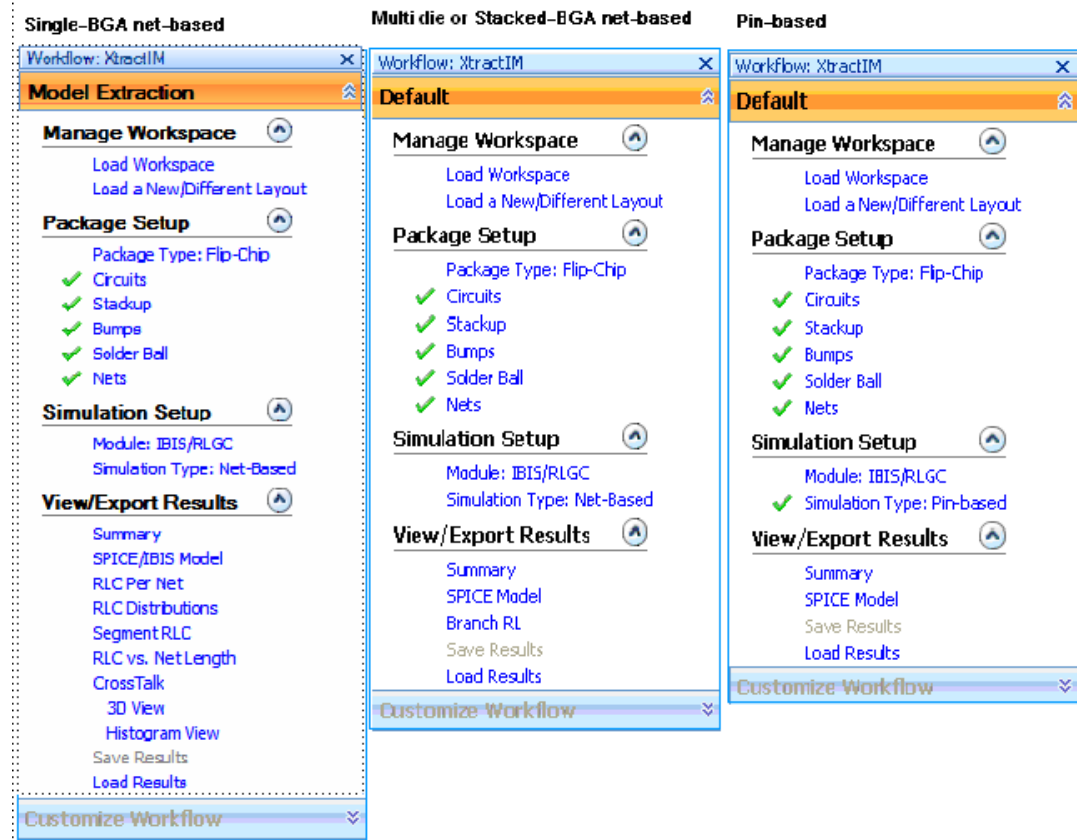 Single-BGA net-based
Workflow: XtractIM
Model Extraction
Manage Workspace
Load Workspace
Load a New/Different Layout
Package Setup
Package Type: Flip-Chip
Circuits
Stackup
Bumps
Solder Ball
Nets
Simulation Setup
Module: IBIS/RLGC
Simulation Type: Net-Based
View/Export Results
Summary
SPICE/IBIS Model
RLC Per Net
RLC Distributions
Segment RLC
RLC vs. Net Length
CrossTalk
3D View
Histogram View
Save Results
Load Results
Customize Workflow
Multi die or Stacked-BGA net-based
Workflow: XtractIM
Default
Manage Workspace
Load Workspace
Load a New/Different Layout
Package Setup
Package Type: Flip-Chip
Circuits
Stackup
Bumps
Solder Ball
Nets
Simulation Setup
Module: IBIS/RLGC
Simulation Type: Net-Based
View/Export Results
Summary
SPICE Model
Branch RL
Save Results
Load Results
Customize Workflow
Pin-based
Workflow: XtractIM
Default
Manage Workspace
Load Workspace
Load a New/Different Layout
Package Setup
Package Type: Flip-Chip
Circuits
Stackup
Bumps
Solder Ball
Nets
Simulation Setup
Module: IBIS/RLGC
Simulation Type: Pin-based
View/Export Results
Summary
SPICE Model
Save Results
Load Results
Customize Workflow